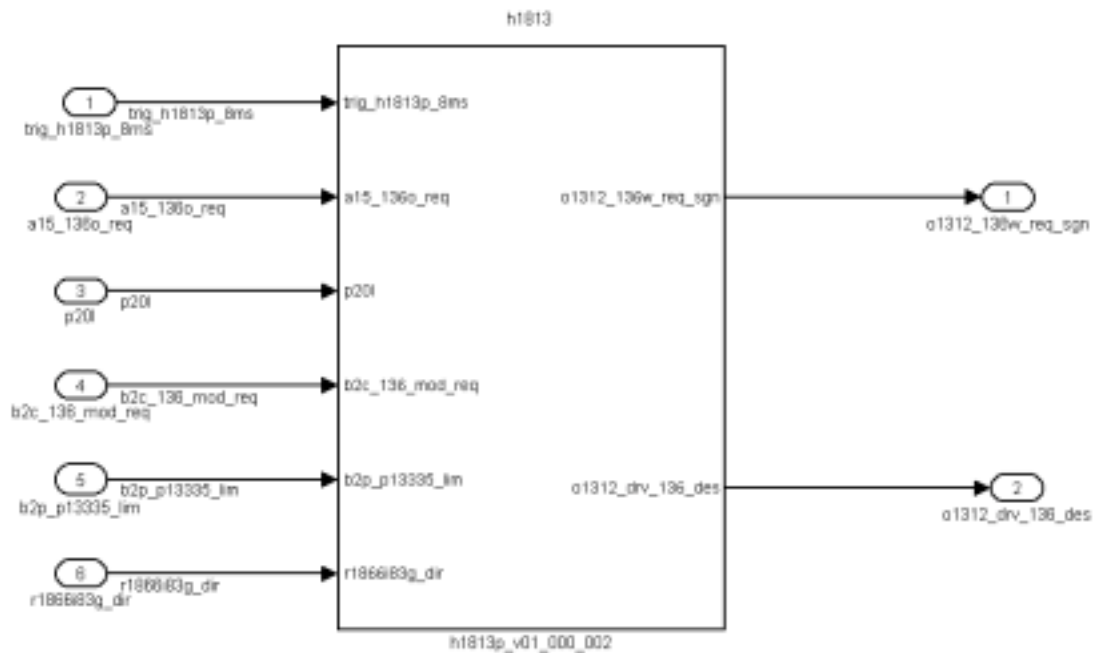 h1813
1
trig_h1813p_8ms
trig_h1813p_8ms
trig_h1813p_8ms
2
a15_136o_req
a15_136o_req
a15_136o_req
o1312_136w_req_sgn
1
o1312_136w_req_sgn
3
p20l
p20l
p20l
4
b2c_136_mod_req
b2c_136_mod_req
b2c_136_mod_req
5
b2p_p13335_lim
b2p_p13335_lim
b2p_p13335_lim
o1312_drv_136_des
2
o1312_drv_136_des
6
r1866i83g_dir
r1866i83g_dir
r1866i83g_dir
h1813p_v01_000_002